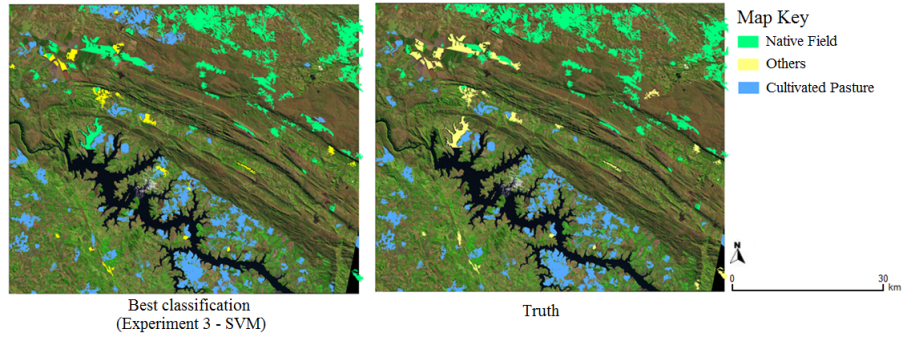 Map Key
Native Field
Others
Cultivated Pasture
N
0 30
km
Best classification
(Experiment 3 - SVM)
Truth